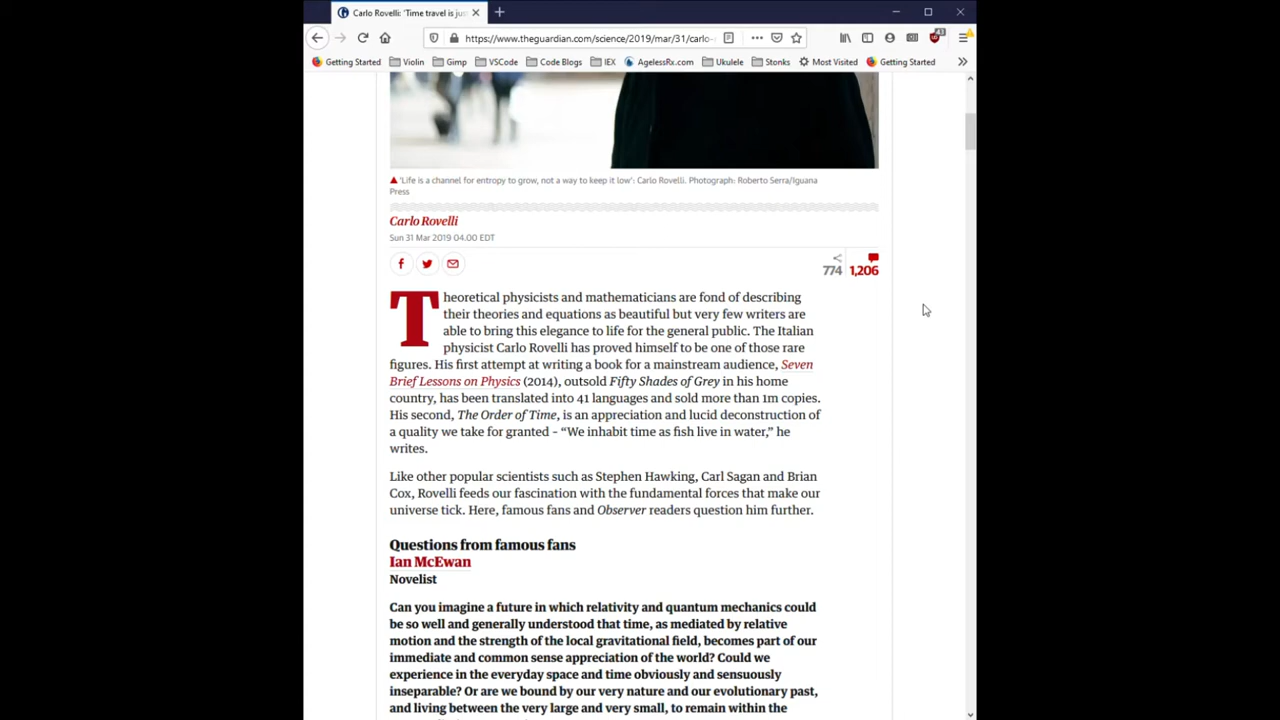 Carlo Rovelli: 'Time travel is jus
https://www.theguardian.com/science/2019/mar/31/carlo-
43
Getting Started Violin Gimp VSCode Code Blogs IEX AgelessRx.com Ukulele Stonks Most Visited Getting Started
'Life is a channel for entropy to grow, not a way to keep it low': Carlo Rovelli. Photograph: Roberto Serra/Iguana
Press
Carlo Rovelli
Sun 31 Mar 2019 04.00 EDT
774 1,206
Theoretical physicists and mathematicians are fond of describing
their theories and equations as beautiful but very few writers are
able to bring this elegance to life for the general public. The Italian
physicist Carlo Rovelli has proved himself to be one of those rare
figures. His first attempt at writing a book for a mainstream audience, Seven
Brief Lessons on Physics (2014), outsold Fifty Shades of Grey in his home
country, has been translated into 41 languages and sold more than 1m copies.
His second, The Order of Time, is an appreciation and lucid deconstruction of
a quality we take for granted – “We inhabit time as fish live in water,” he
writes.
Like other popular scientists such as Stephen Hawking, Carl Sagan and Brian
Cox, Rovelli feeds our fascination with the fundamental forces that make our
universe tick. Here, famous fans and Observer readers question him further.
Questions from famous fans
Ian McEwan
Novelist
Can you imagine a future in which relativity and quantum mechanics could
be so well and generally understood that time, as mediated by relative
motion and the strength of the local gravitational field, becomes part of our
immediate and common sense appreciation of the world? Could we
experience in the everyday space and time obviously and sensuously
inseparable? Or are we bound by our very nature and our evolutionary past,
and living between the very large and very small, to remain within the